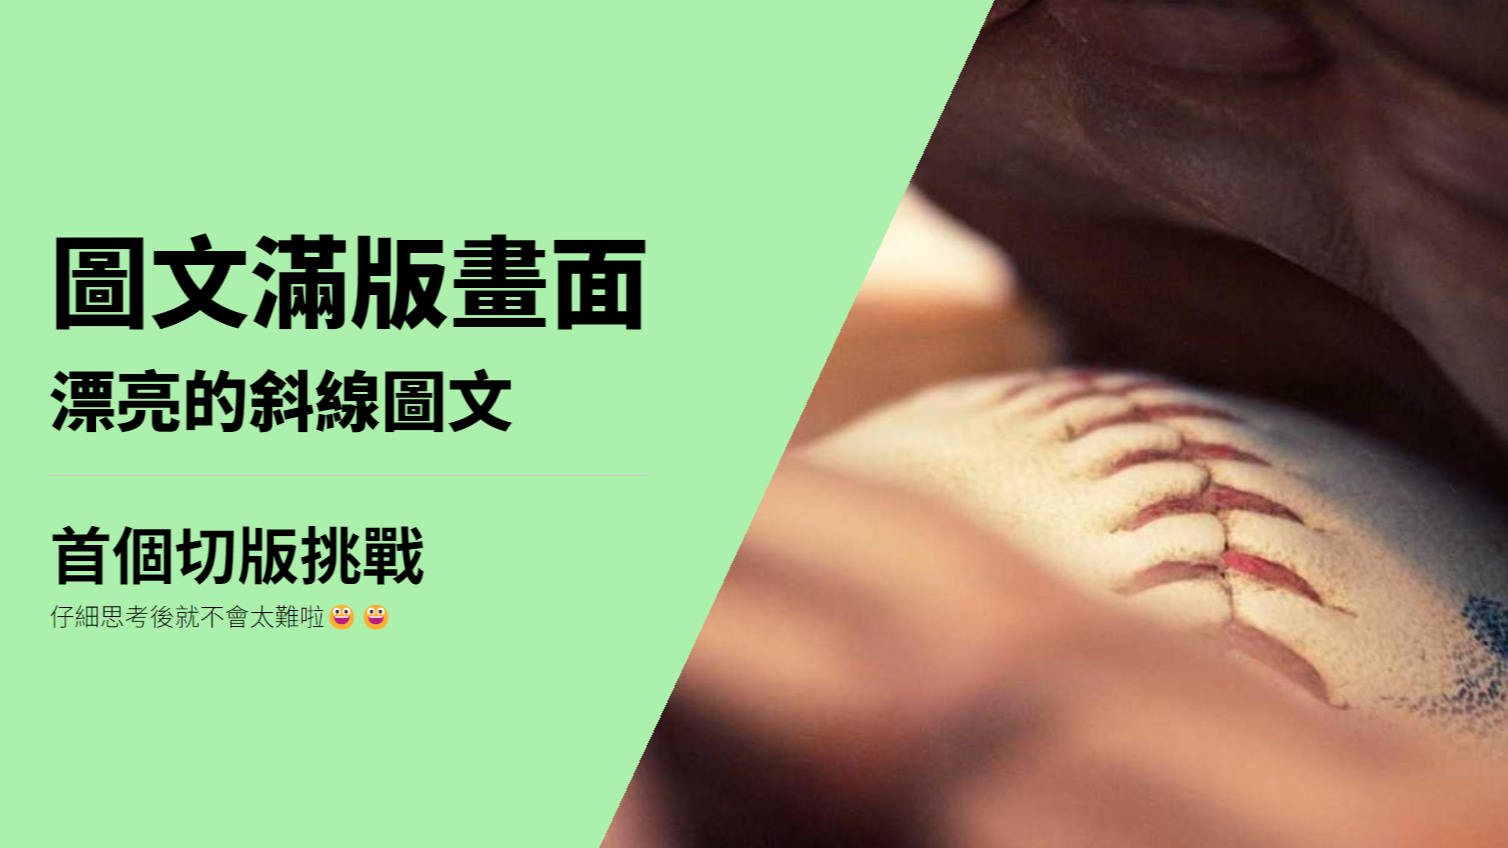 圖文滿版畫面
漂亮的斜線圖文
首個切版挑戰
仔細思考後就不會太難啦😀 😀